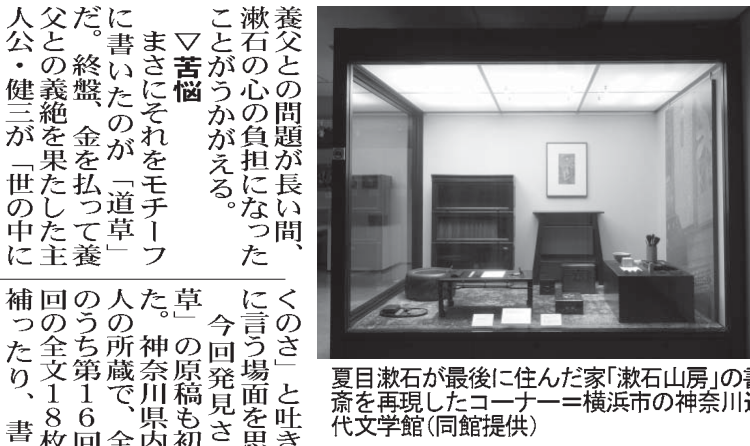 養父との問題が長い間、
漱石の心の負担になった
ことがうかがえる。
▽苦悩
まさにそれをモチーフ
に書いたのが「道草」
だ。終盤、金を払って養
父との義絶を果たした主
人公・健三が「世の中に
くのさ」と吐き
に言う場面を思
今回発見さ
草」の原稿も初
た。神奈川県内
人の所蔵で、全
のうち第16回
回の全文18枚
補ったり、書
夏目漱石が最後に住んだ家「漱石山房」の書
斎を再現したコーナー＝横浜市の神奈川近
代文学館（同館提供）